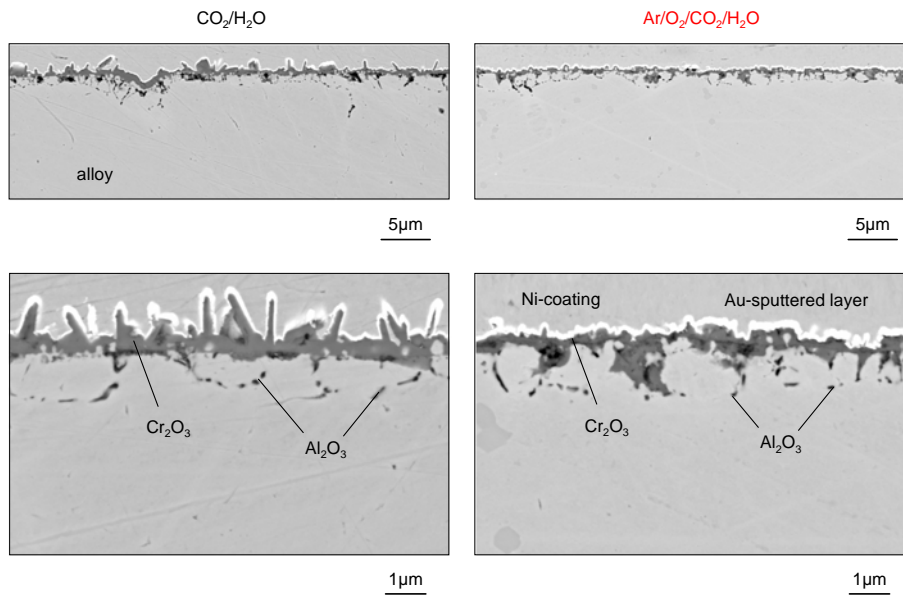 CO₂/H₂O
Ar/O₂/CO₂/H₂O
alloy
5µm
5µm
Ni-coating
Au-sputtered layer
Cr₂O₃
Al₂O₃
Cr₂O₃
Al₂O₃
1µm
1µm